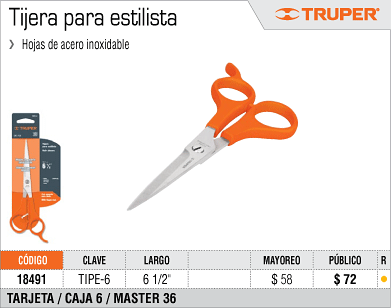 Tijera para estilista
TRUPER
❯ Hojas de acero inoxidable
TRUPER
CÓDIGO CLAVE LARGO MAYOREO PÚBLICO R
18491 TIPE-6 6 1/2" $ 58 $ 72
TARJETA / CAJA 6 / MASTER 36